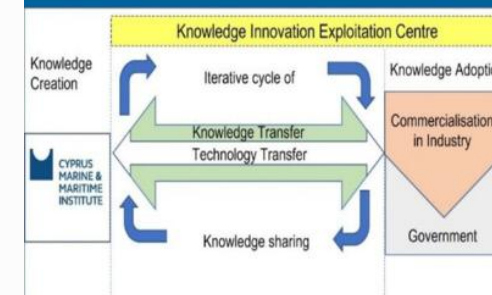 Knowledge Innovation Exploitation Centre
Knowledge
Creation
Iterative cycle of
Knowledge Adoptio
Knowledge Transfer
Technology Transfer
Commercialisation
in Industry
CYPRUS
MARINE &
MARITIME
INSTITUTE
Knowledge sharing
Government